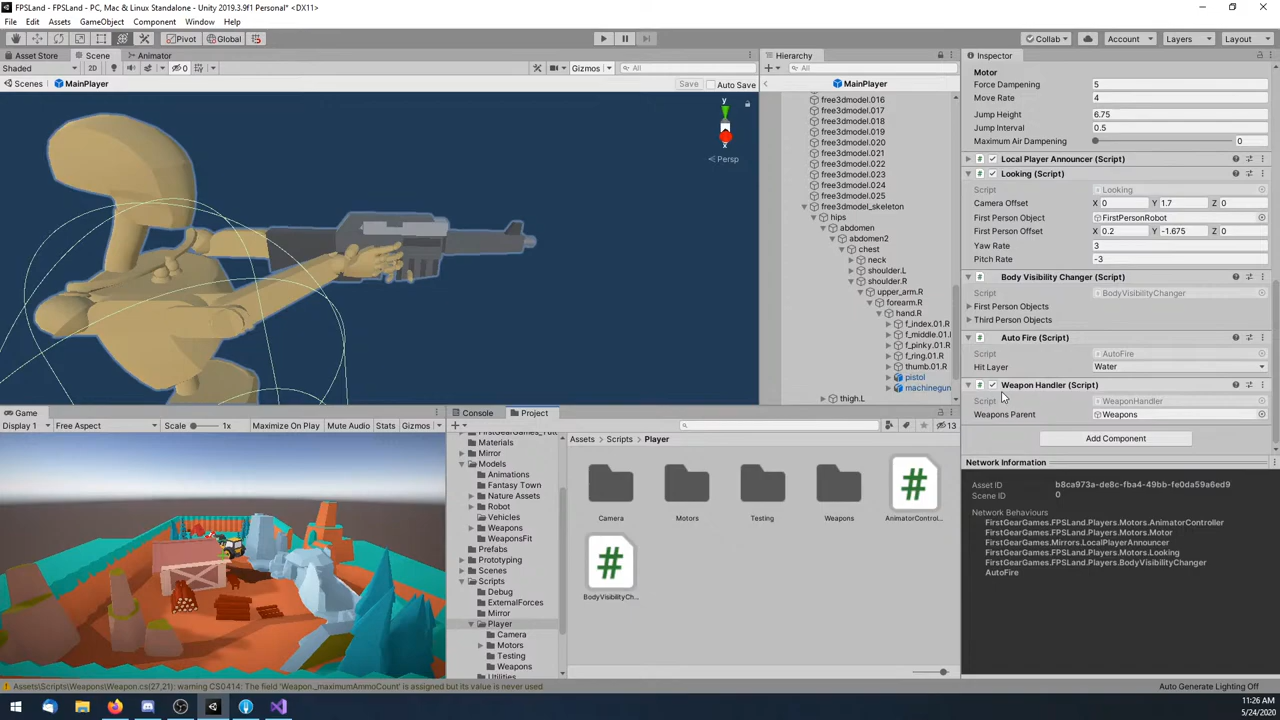 FPSLand - FPSLand - PC, Mac & Linux Standalone - Unity 2019.3.9f1 Personal* <DX11>
File Edit Assets GameObject Component Window Help
Pivot Global Collab Account Layers Layout
Asset Store Scene Animator
Shaded 2D 0 Gizmos All
Scenes MainPlayer Save Auto Save
y
x
Persp
Hierarchy
All
MainPlayer
free3dmodel.016
free3dmodel.017
free3dmodel.018
free3dmodel.019
free3dmodel.020
free3dmodel.021
free3dmodel.022
free3dmodel.023
free3dmodel.024
free3dmodel.025
free3dmodel_skeleton
hips
abdomen
abdomen2
chest
neck
shoulder.L
shoulder.R
upper_arm.R
forearm.R
hand.R
f_index.01.R
f_middle.01.R
f_pinky.01.R
f_ring.01.R
thumb.01.R
pistol
machinegun
thigh.L
Inspector
Motor
Force Dampening 5
Move Rate 4
Jump Height 6.75
Jump Interval 0.5
Maximum Air Dampening 0
Local Player Announcer (Script)
Looking (Script)
Script Looking
Camera Offset X 0 Y 1.7 Z 0
First Person Object FirstPersonRobot
First Person Offset X 0.2 Y -1.675 Z 0
Yaw Rate 3
Pitch Rate -3
Body Visibility Changer (Script)
Script BodyVisibilityChanger
First Person Objects
Third Person Objects
Auto Fire (Script)
Script AutoFire
Hit Layer Water
Weapon Handler (Script)
Script WeaponHandler
Weapons Parent Weapons
Add Component
Network Information
Asset ID b8ca973a-de8c-fba4-49bb-fe0da59a6ed9
Scene ID 0
Network Behaviours
FirstGearGames.FPSLand.Players.Motors.AnimatorController
FirstGearGames.FPSLand.Players.Motors.Motor
FirstGearGames.Mirrors.LocalPlayerAnnouncer
FirstGearGames.FPSLand.Players.Motors.Looking
FirstGearGames.FPSLand.Players.BodyVisibilityChanger
AutoFire
Game
Display 1 Free Aspect Scale 1x Maximize On Play Mute Audio Stats Gizmos
Console Project
13
FirstGearGames_Tut
Materials
Mirror
Models
Animations
Fantasy Town
Nature Assets
Robot
Vehicles
Weapons
WeaponsFit
Prefabs
Prototyping
Scenes
Scripts
Debug
ExternalForces
Mirror
Player
Camera
Motors
Testing
Weapons
Utilities
Assets Scripts Player
Camera Motors Testing Weapons AnimatorControl...
BodyVisibilityCh...
Assets\Scripts\Weapons\Weapon.cs(27,21): warning CS0414: The field 'Weapon._maximumAmmoCount' is assigned but its value is never used
Auto Generate Lighting Off
11:26 AM
5/24/2020